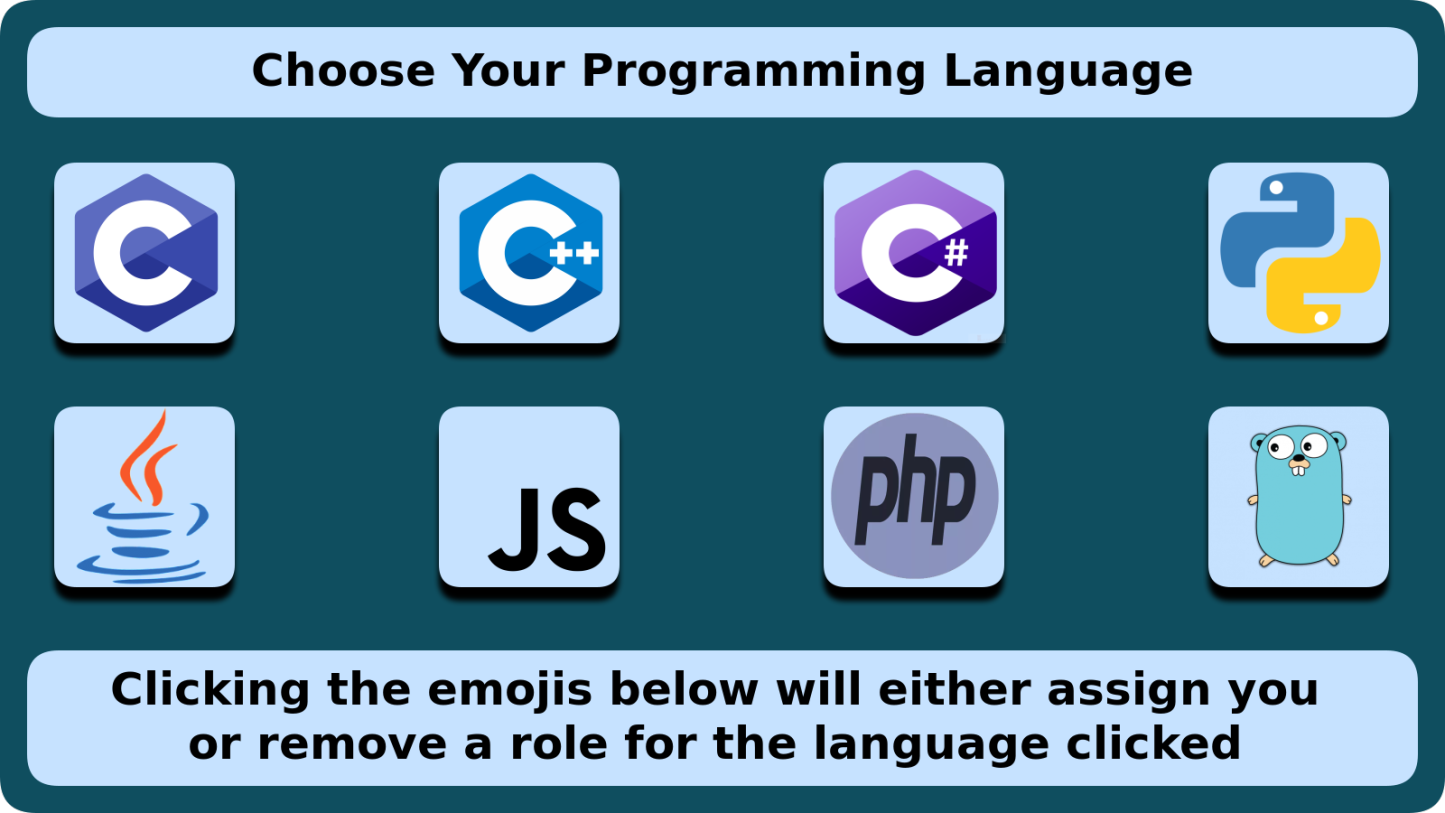 Choose Your Programming Language
C
C++
C#
JS
php
Clicking the emojis below will either assign you
or remove a role for the language clicked